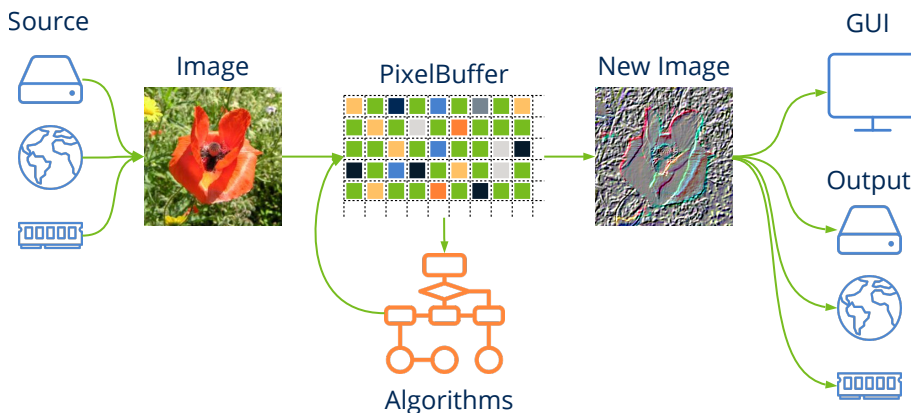 Source
Image
PixelBuffer
New Image
GUI
Output
Algorithms